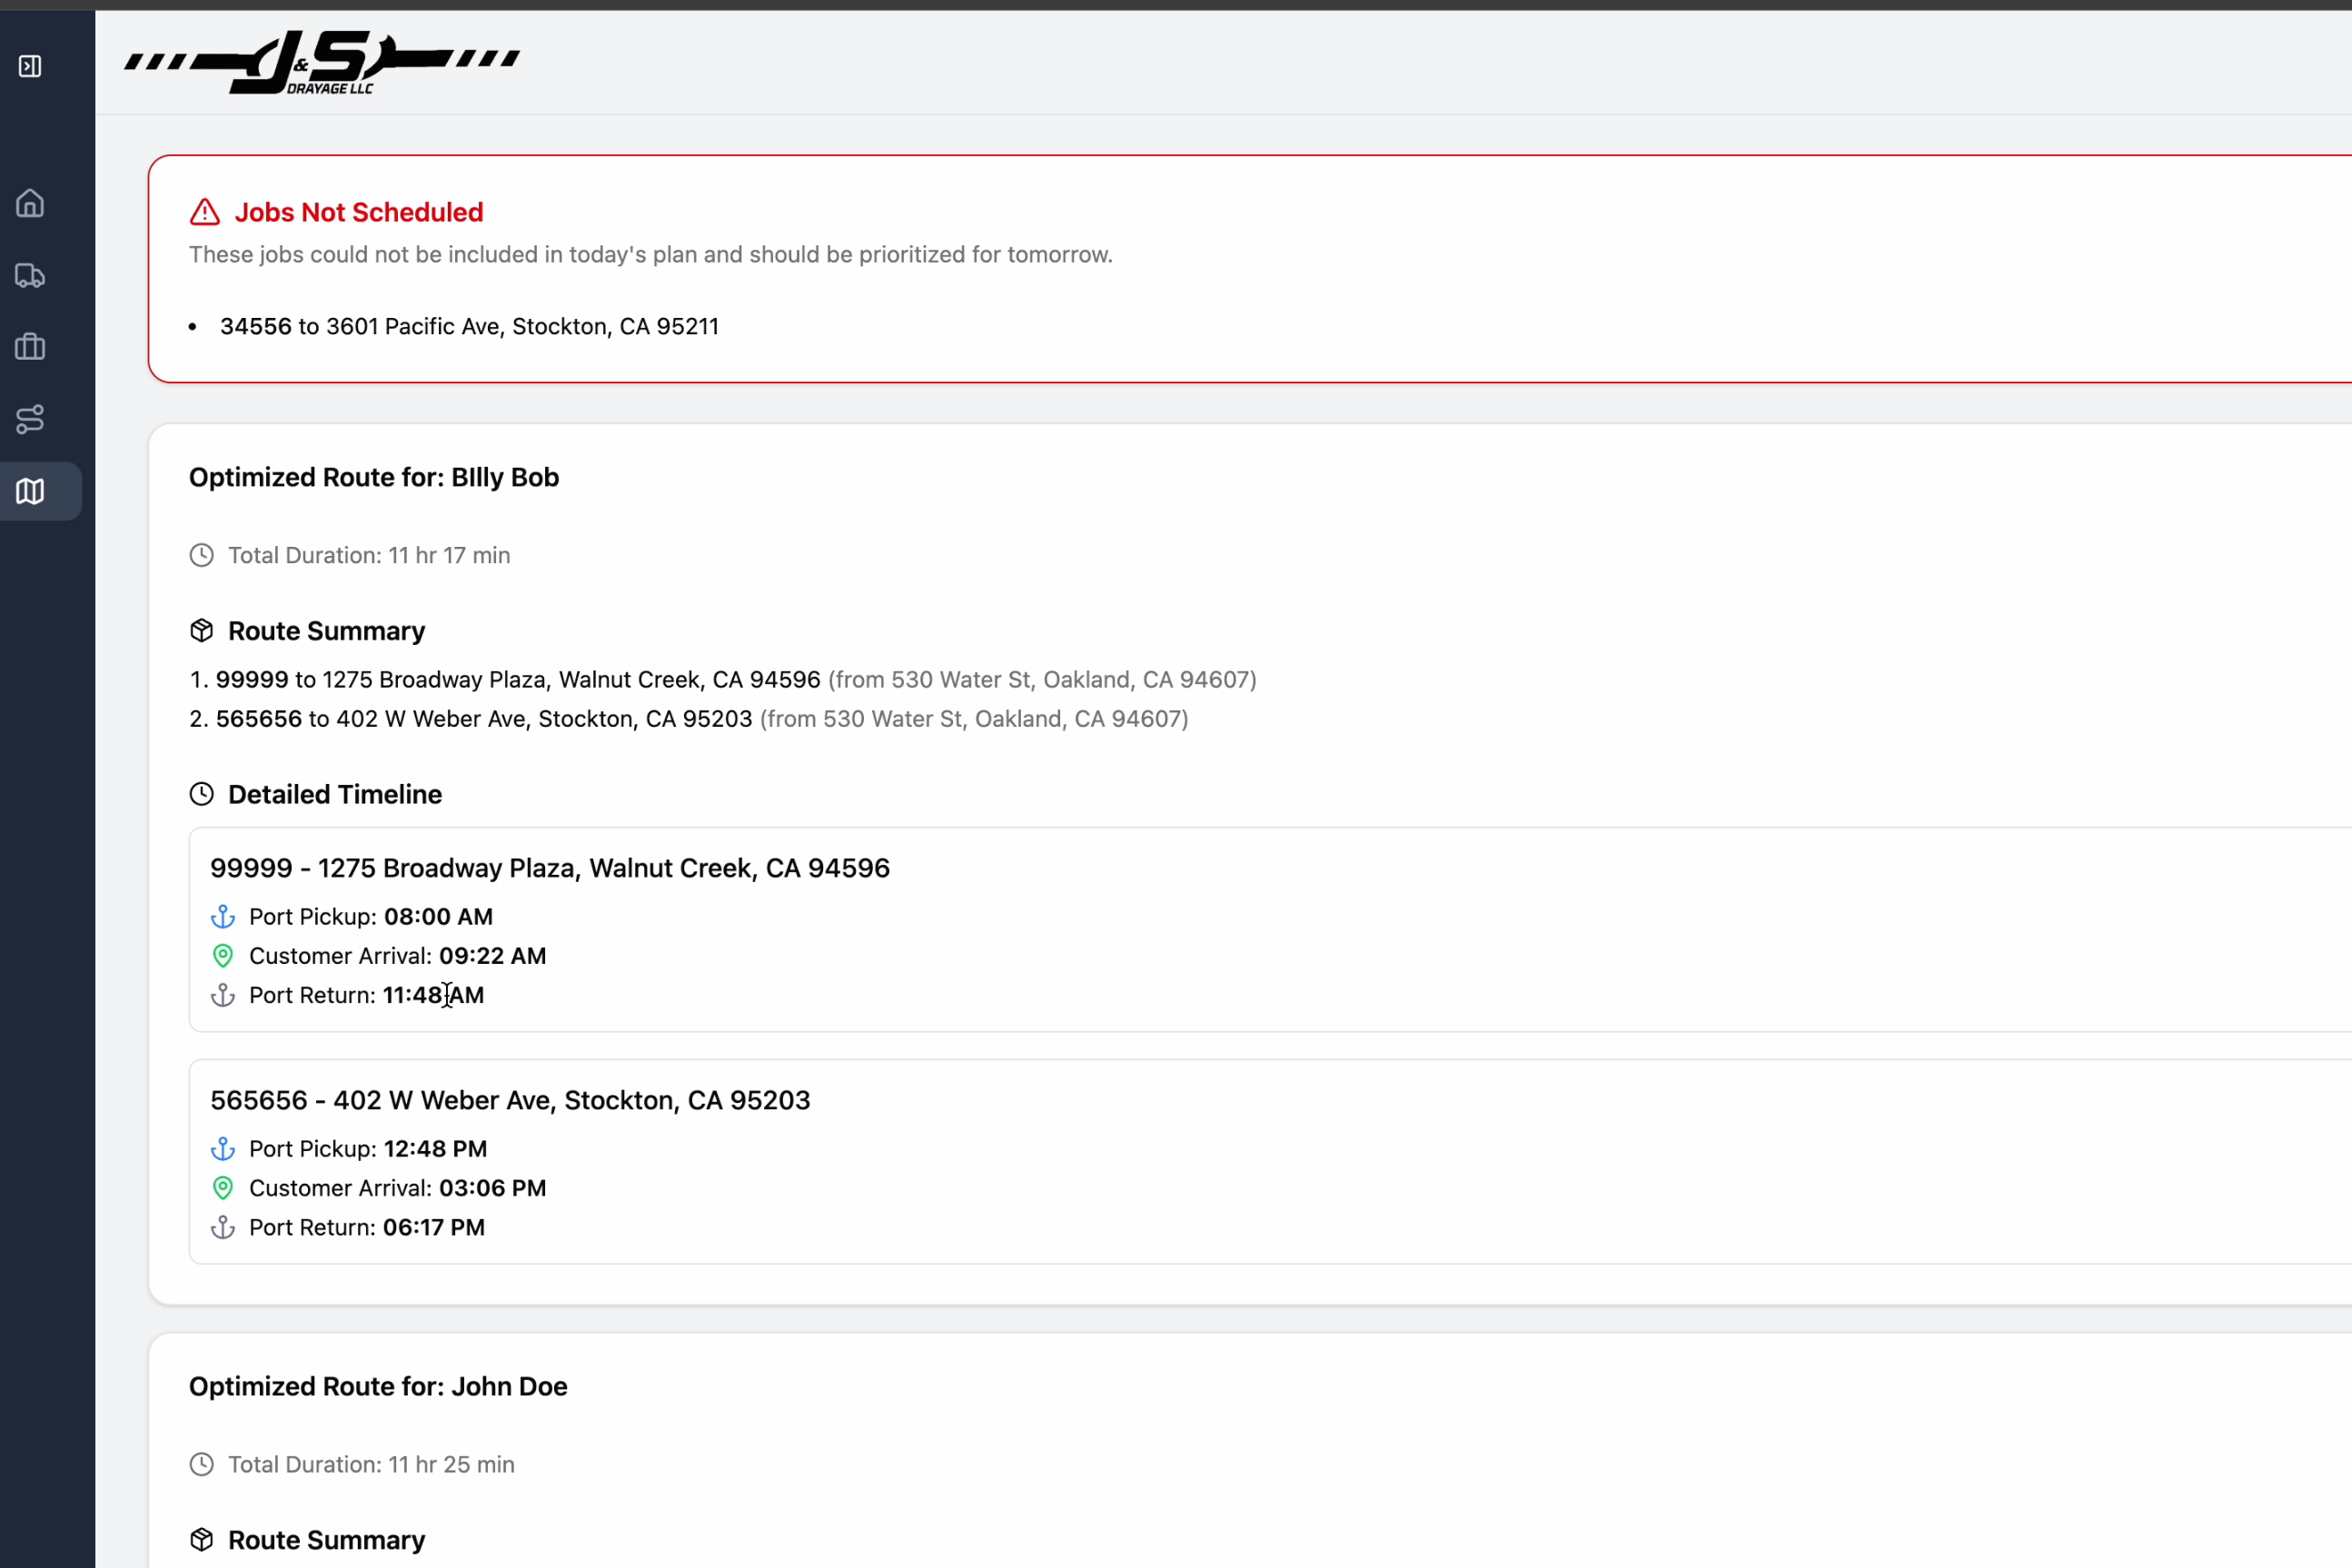 J&S
DRAYAGE LLC
Jobs Not Scheduled
These jobs could not be included in today's plan and should be prioritized for tomorrow.
• 34556 to 3601 Pacific Ave, Stockton, CA 95211
Optimized Route for: BIlly Bob
Total Duration: 11 hr 17 min
Route Summary
1. 99999 to 1275 Broadway Plaza, Walnut Creek, CA 94596 (from 530 Water St, Oakland, CA 94607)
2. 565656 to 402 W Weber Ave, Stockton, CA 95203 (from 530 Water St, Oakland, CA 94607)
Detailed Timeline
99999 - 1275 Broadway Plaza, Walnut Creek, CA 94596
Port Pickup: 08:00 AM
Customer Arrival: 09:22 AM
Port Return: 11:48 AM
565656 - 402 W Weber Ave, Stockton, CA 95203
Port Pickup: 12:48 PM
Customer Arrival: 03:06 PM
Port Return: 06:17 PM
Optimized Route for: John Doe
Total Duration: 11 hr 25 min
Route Summary